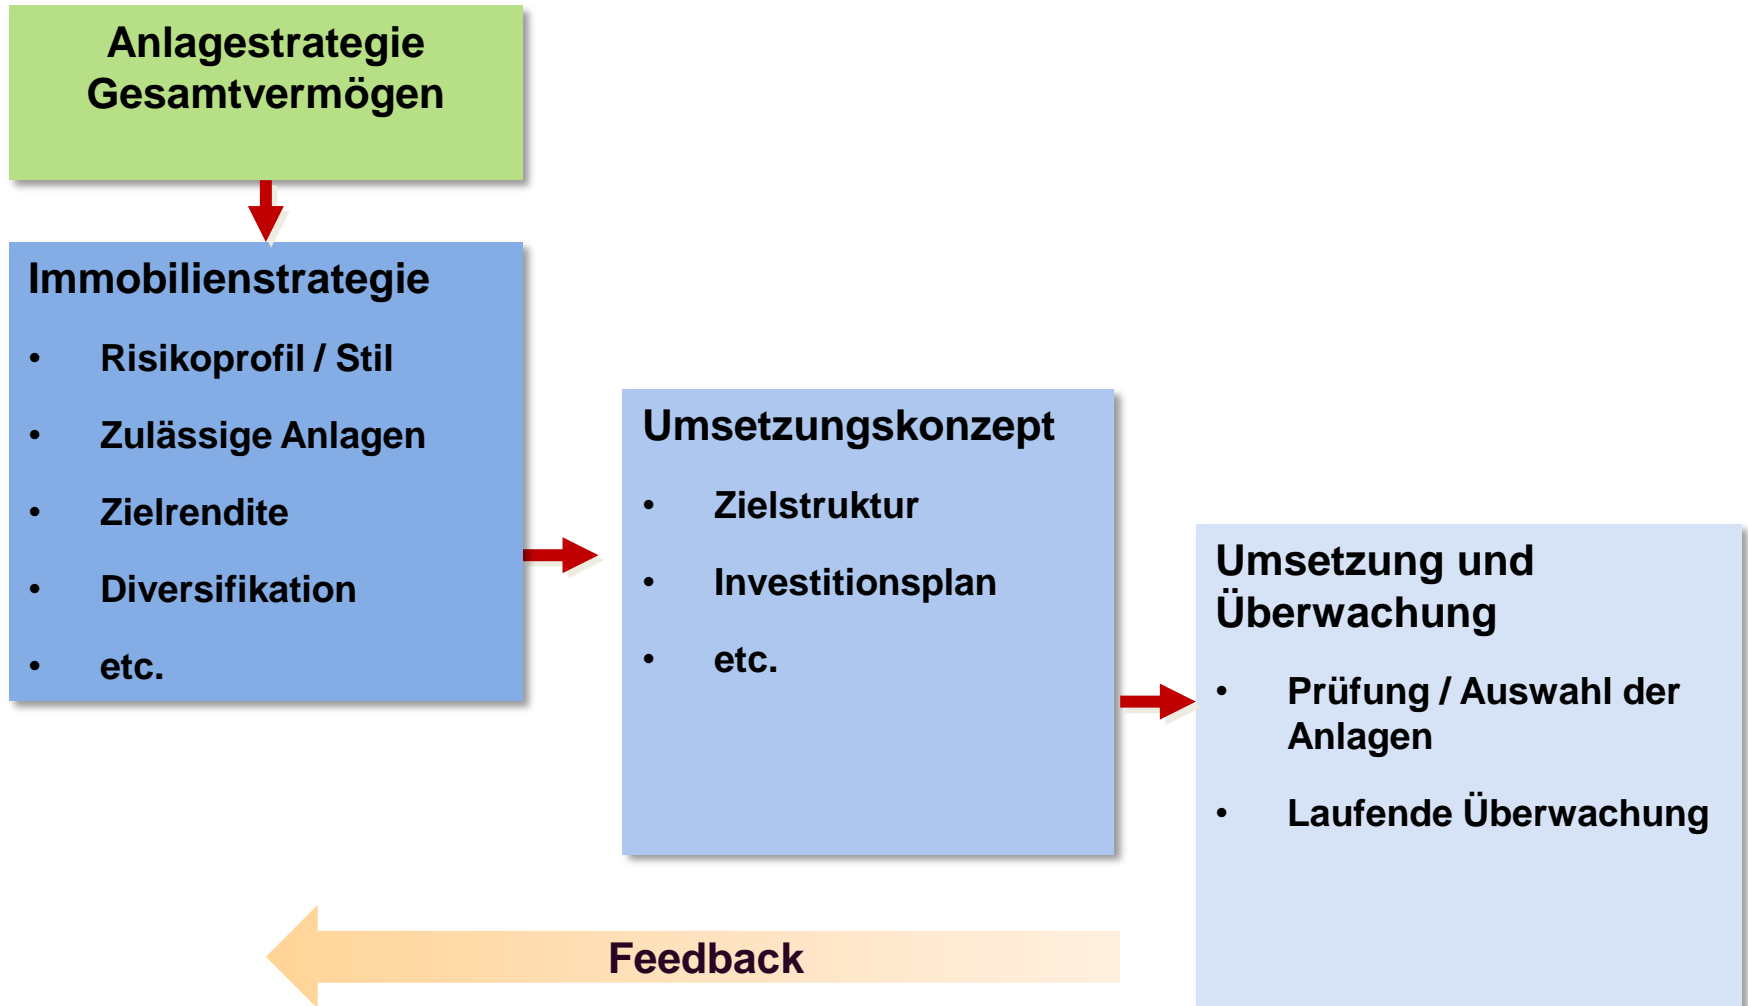 Anlagestrategie
Gesamtvermögen
Immobilienstrategie
• Risikoprofil / Stil
• Zulässige Anlagen
• Zielrendite
• Diversifikation
• etc.
Umsetzungskonzept
• Zielstruktur
• Investitionsplan
• etc.
Umsetzung und
Überwachung
• Prüfung / Auswahl der
Anlagen
• Laufende Überwachung
Feedback